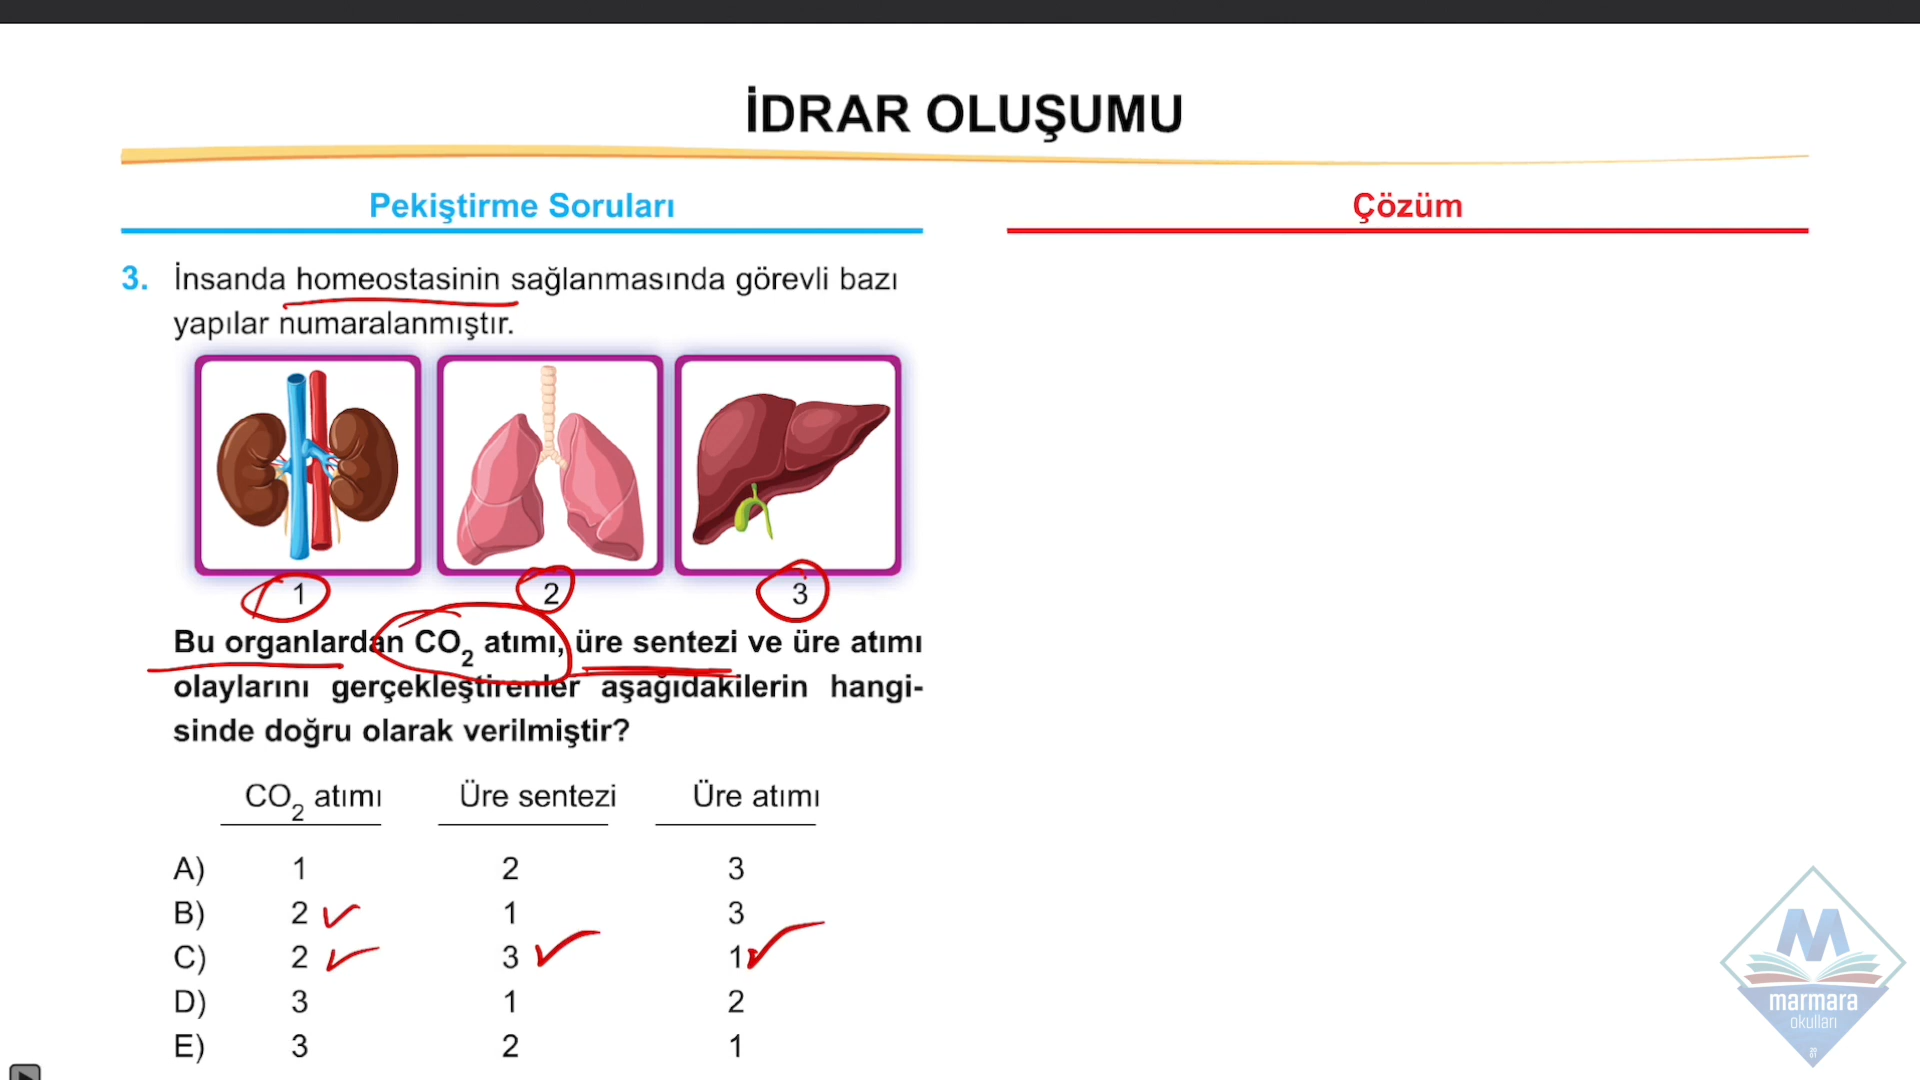 İDRAR OLUŞUMU
Pekiştirme Soruları
Çözüm
3. İnsanda homeostasinin sağlanmasında görevli bazı
yapılar numaralanmıştır.
1 2 3
Bu organlardan CO2 atımı, üre sentezi ve üre atımı
olaylarını gerçekleştirenler aşağıdakilerin hangi-
sinde doğru olarak verilmiştir?
CO2 atımı Üre sentezi Üre atımı
A) 1 2 3
B) 2 1 3
C) 2 3 1
D) 3 1 2
E) 3 2 1
M
marmara
okulları
20
01